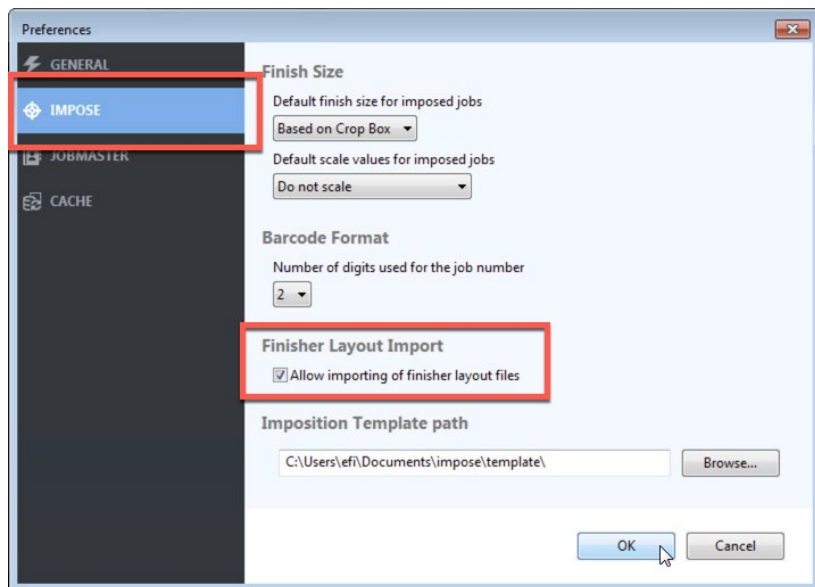 Preferences
GENERAL
IMPOSE
JOBMASTER
CACHE
Finish Size
Default finish size for imposed jobs
Based on Crop Box
Default scale values for imposed jobs
Do not scale
Barcode Format
Number of digits used for the job number
2
Finisher Layout Import
Allow importing of finisher layout files
Imposition Template path
C:\Users\efi\Documents\impose\template\
Browse...
OK
Cancel